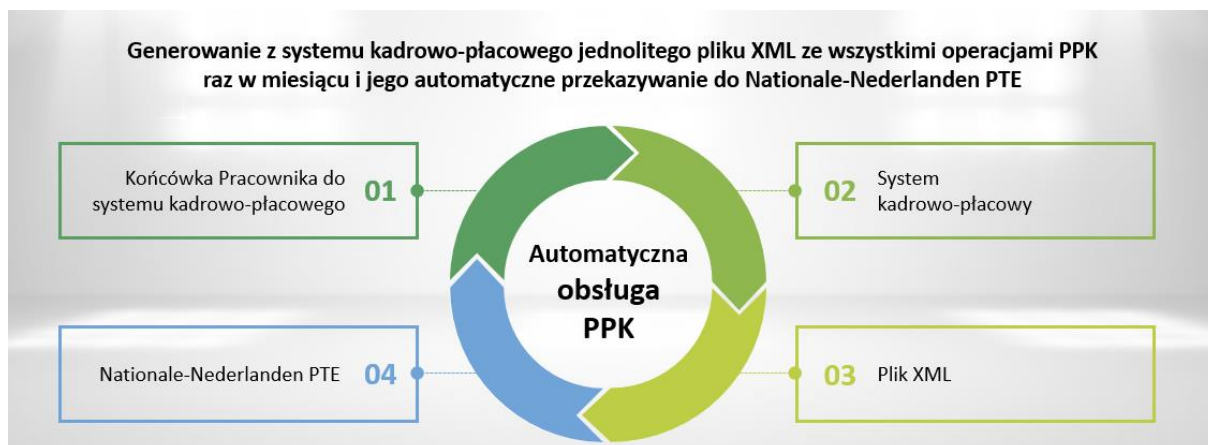 Generowanie z systemu kadrowo-płacowego jednolitego pliku XML ze wszystkimi operacjami PPK
raz w miesiącu i jego automatyczne przekazywanie do Nationale-Nederlanden PTE
Końcówka Pracownika do
systemu kadrowo-płacowego
01
02
System
kadrowo-płacowy
Automatyczna
obsługa
PPK
Nationale-Nederlanden PTE
04
03
Plik XML